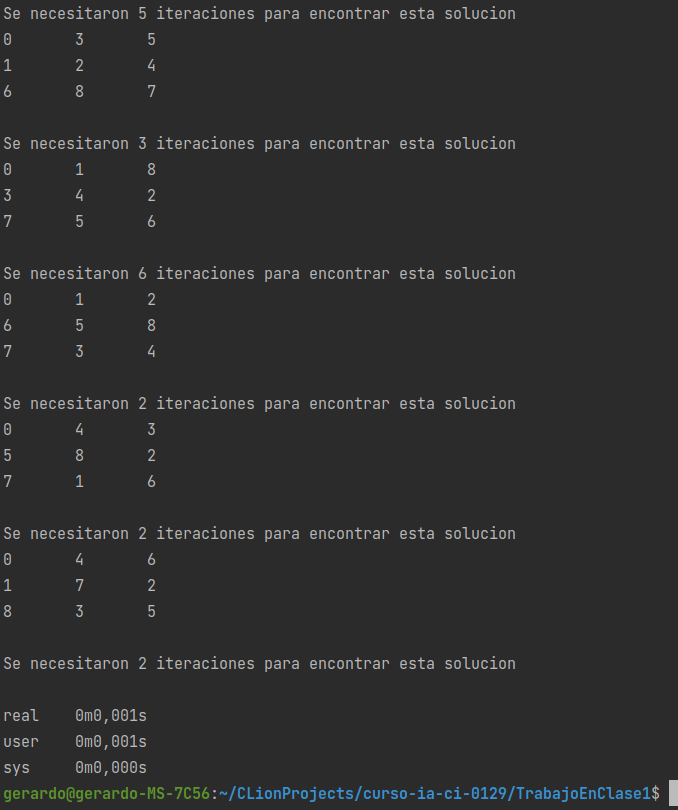 Se necesitaron 5 iteraciones para encontrar esta solucion
0 3 5
1 2 4
6 8 7
Se necesitaron 3 iteraciones para encontrar esta solucion
0 1 8
3 4 2
7 5 6
Se necesitaron 6 iteraciones para encontrar esta solucion
0 1 2
6 5 8
7 3 4
Se necesitaron 2 iteraciones para encontrar esta solucion
0 4 3
5 8 2
7 1 6
Se necesitaron 2 iteraciones para encontrar esta solucion
0 4 6
1 7 2
8 3 5
Se necesitaron 2 iteraciones para encontrar esta solucion
real 0m0,001s
user 0m0,001s
sys 0m0,000s
gerardo@gerardo-MS-7C56:~/CLionProjects/curso-ia-ci-0129/TrabajoEnClase1$